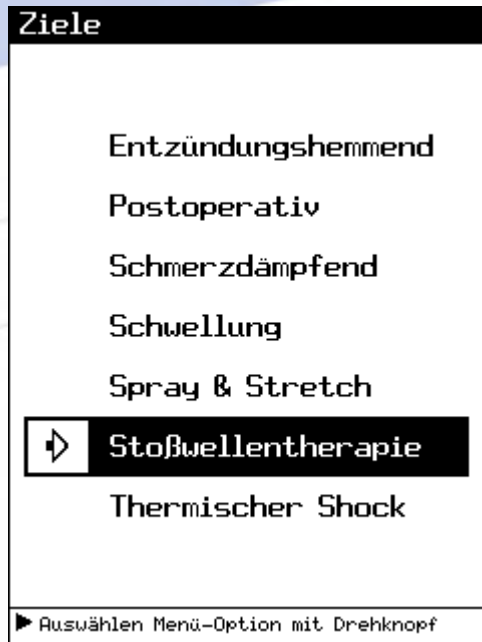 Ziele
Entzündungshemmend
Postoperativ
Schmerzdämpfend
Schwellung
Spray & Stretch
Stoßwellentherapie
Thermischer Shock
Auswählen Menü-Option mit Drehknopf